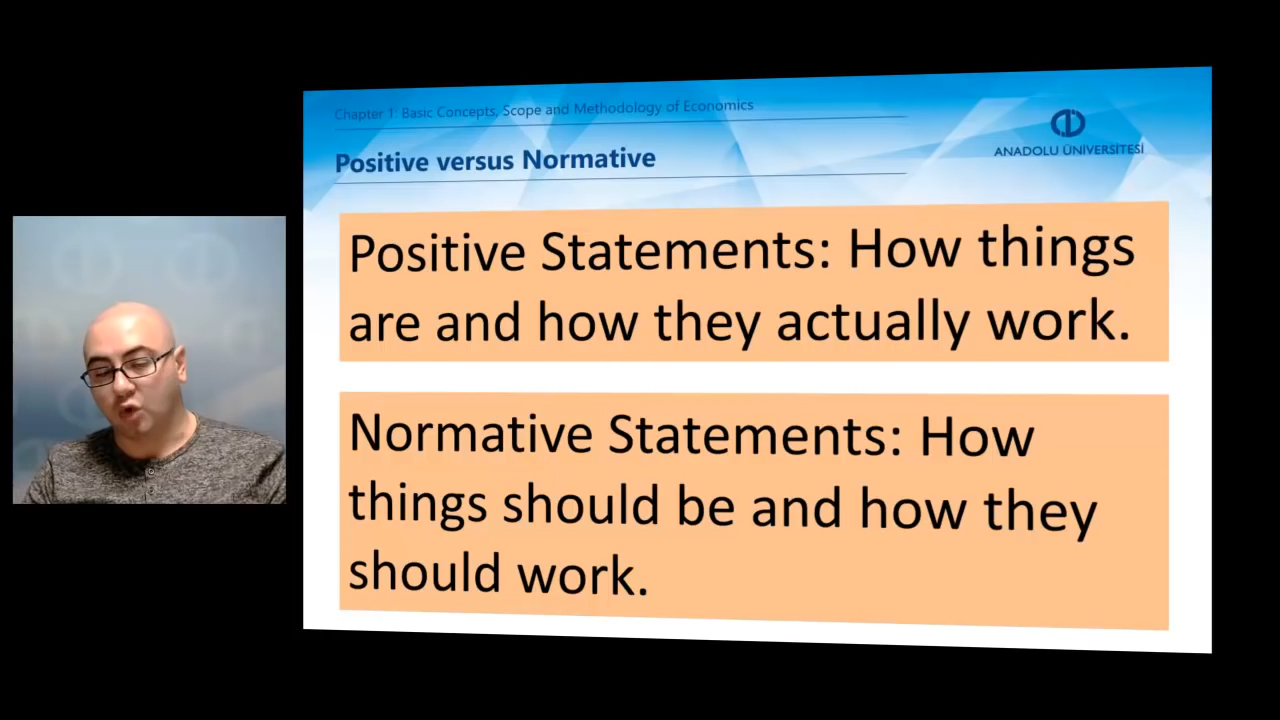 Chapter 1: Basic Concepts, Scope and Methodology of Economics
Positive versus Normative
ANADOLU ÜNİVERSİTESİ
Positive Statements: How things
are and how they actually work.
Normative Statements: How
things should be and how they
should work.